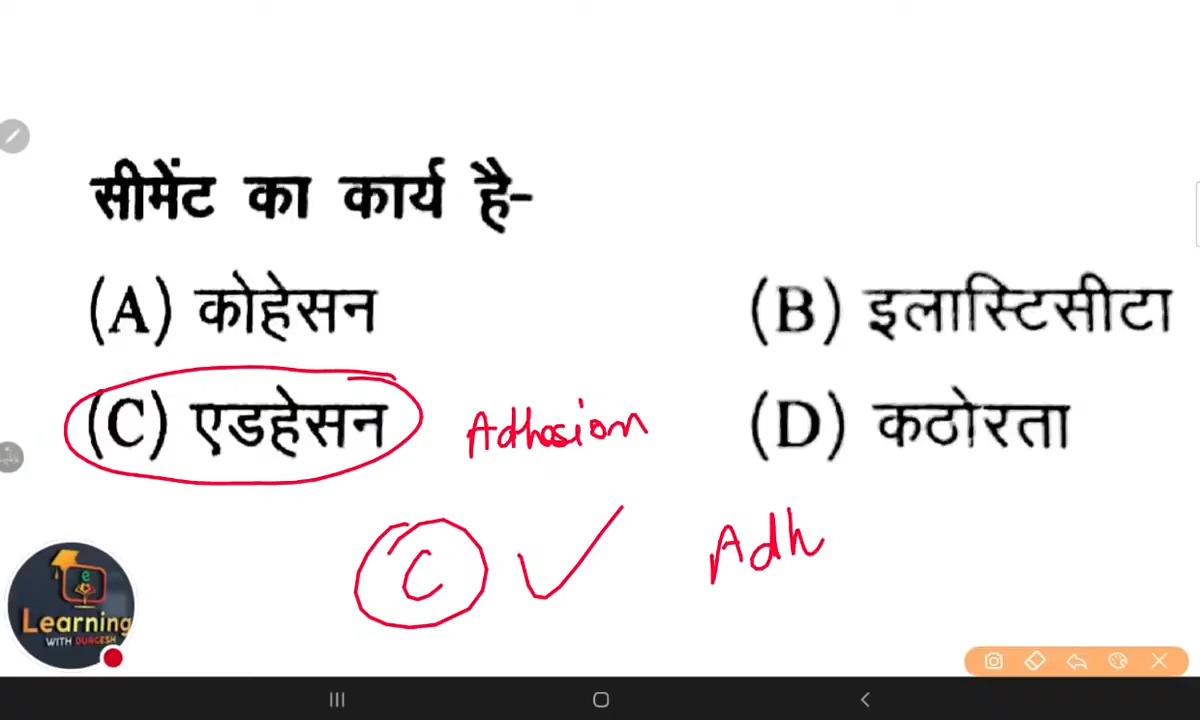 सीमेंट का कार्य है-
(A) कोहेसन
(B) इलास्टिसीटा
(C) एडहेसन
Adhesion
(D) कठोरता
C
Adh
e
Learning
WITH DURGESH